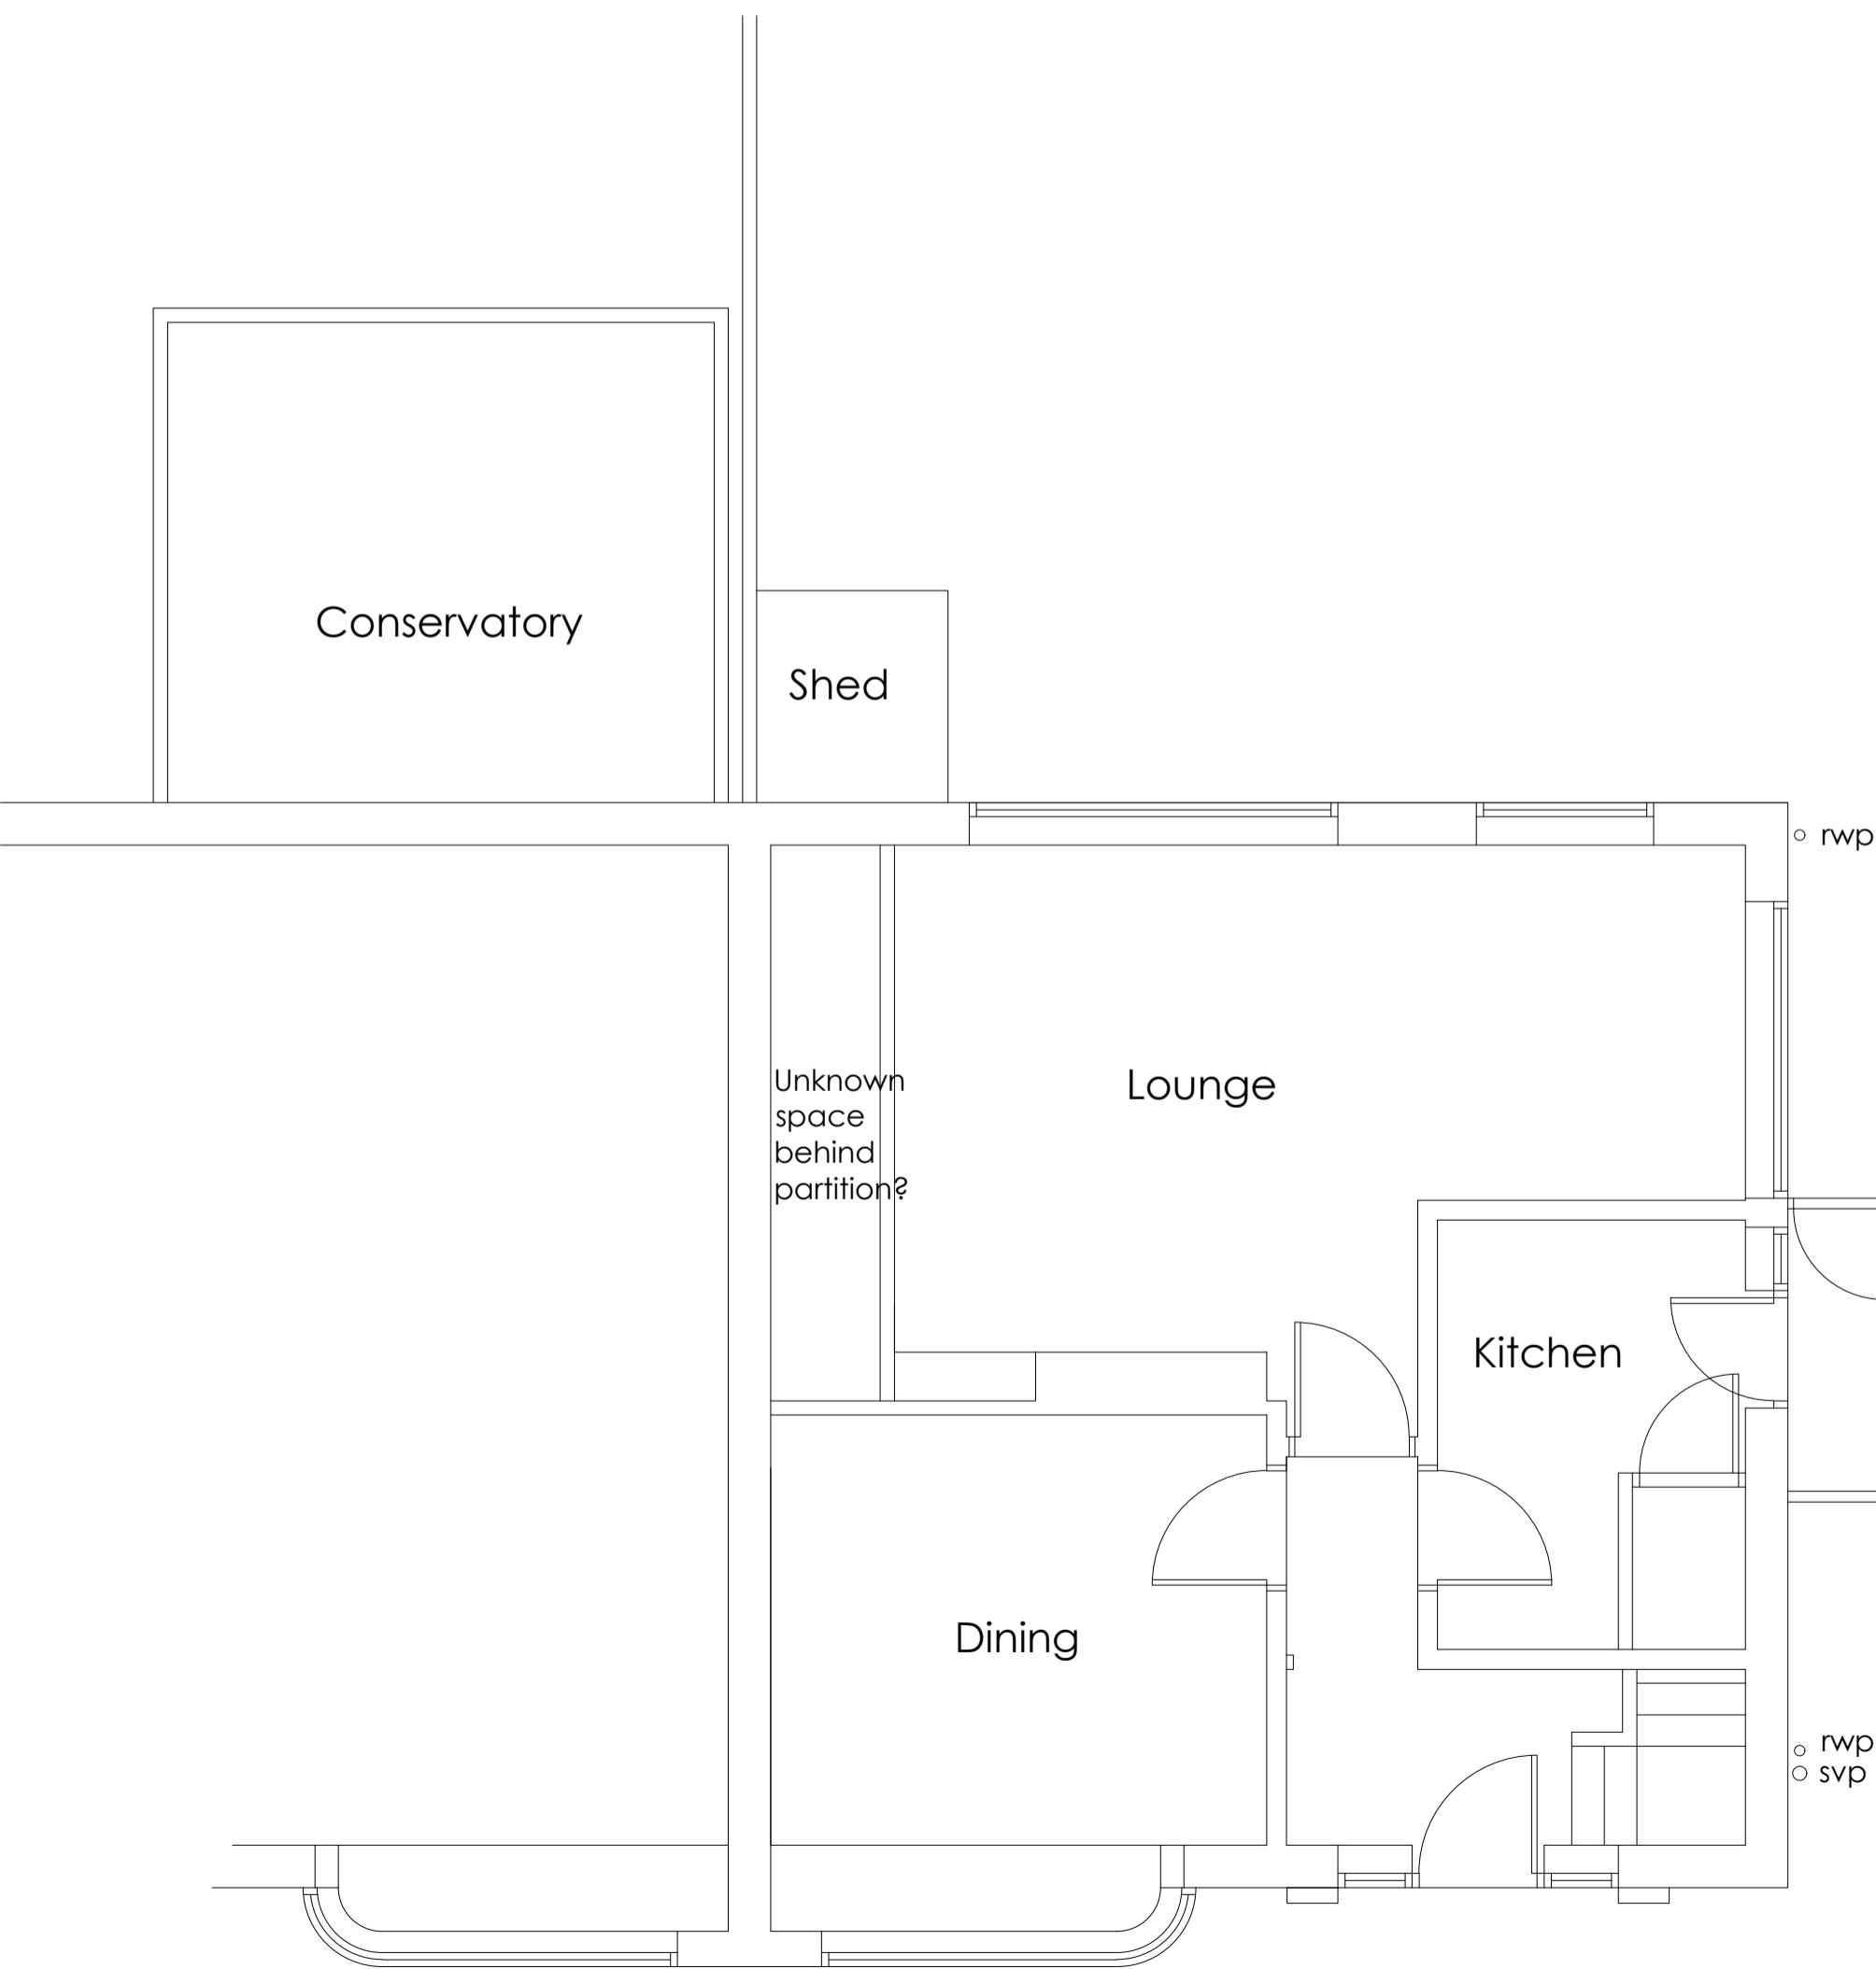 Conservatory
Shed
rwp
Unknown
space
behind
partition?
Lounge
Kitchen
Dining
rwp
svp